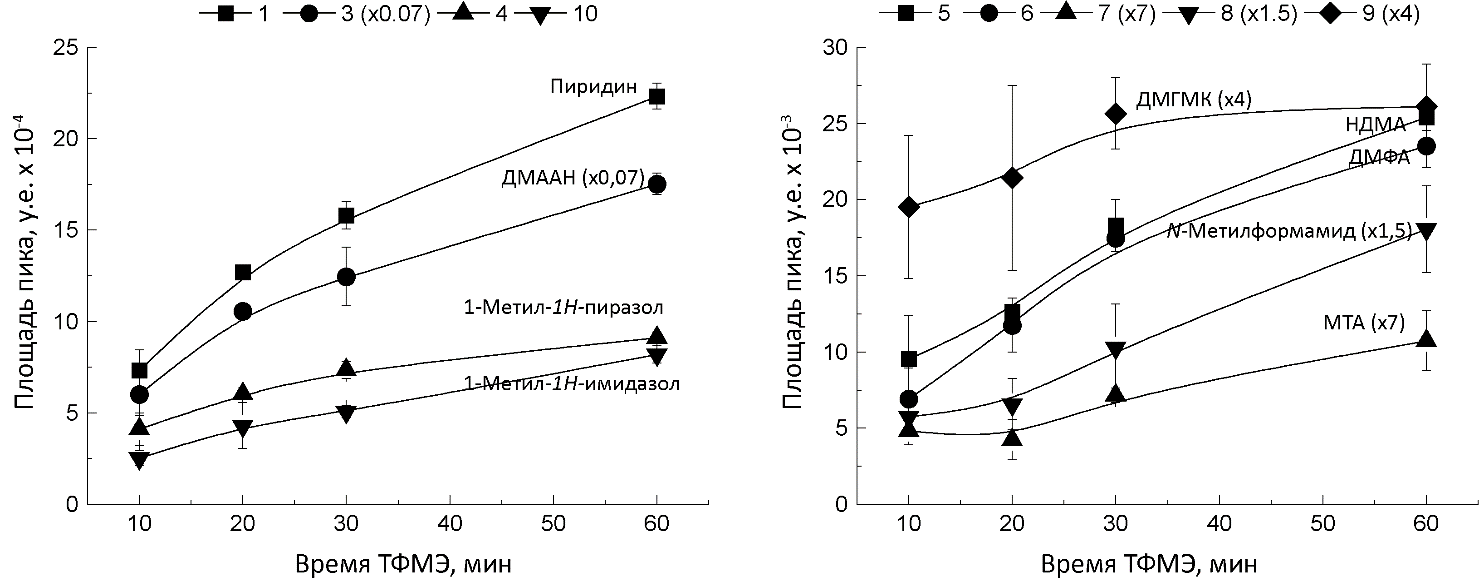 1 3 (x0.07) 4 10
25
20
15
10
5
0
Площадь пика, у.е. x 10-4
Пиридин
ДМААН (x0,07)
1-Метил-1H-пиразол
1-Метил-1H-имидазол
10 20 30 40 50 60
Время ТФМЭ, мин
5 6 7 (x7) 8 (x1.5) 9 (x4)
30
25
20
15
10
5
0
Площадь пика, у.е. x 10-3
ДМГМК (x4)
НДМА
ДМФА
N-Метилформамид (x1,5)
МТА (x7)
10 20 30 40 50 60
Время ТФМЭ, мин